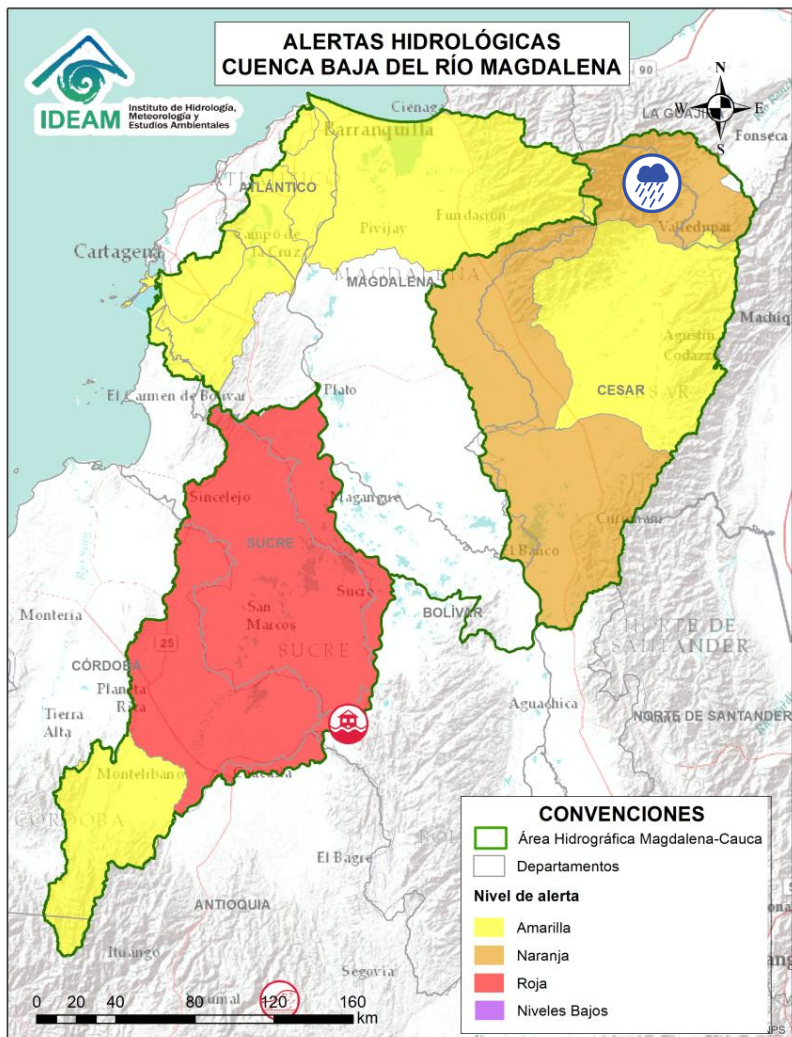 ALERTAS HIDROLÓGICAS
CUENCA BAJA DEL RÍO MAGDALENA
IDEAM
Instituto de Hidrología,
Meteorología y
Estudios Ambientales
N
W
E
S
90
Ciénaga
LA GUAJIRA
Fonseca
Barranquilla
ATLÁNTICO
Fundación
Pivijay
Valledupar
Campo de
la Cruz
Cartagena
MAGDALENA
MAGDALENA
Agustín
Codazzi
CESAR
El Carmen de Bolívar
Plato
Sincelejo
Magangué
SUCRE
El Banco
Sucre
San
Marcos
BOLÍVAR
Montería
SUCRE
NORTE DE
SANTANDER
25
CÓRDOBA
Planeta
Rica
Tierra
Alta
Aguachica
NORTE DE SANTANDER
Montelíbano
CÓRDOBA
El Bagre
ANTIOQUIA
Ituango
Segovia
0 20 40 80 120 160
km
CONVENCIONES
Área Hidrográfica Magdalena-Cauca
Departamentos
Nivel de alerta
Amarilla
Naranja
Roja
Niveles Bajos